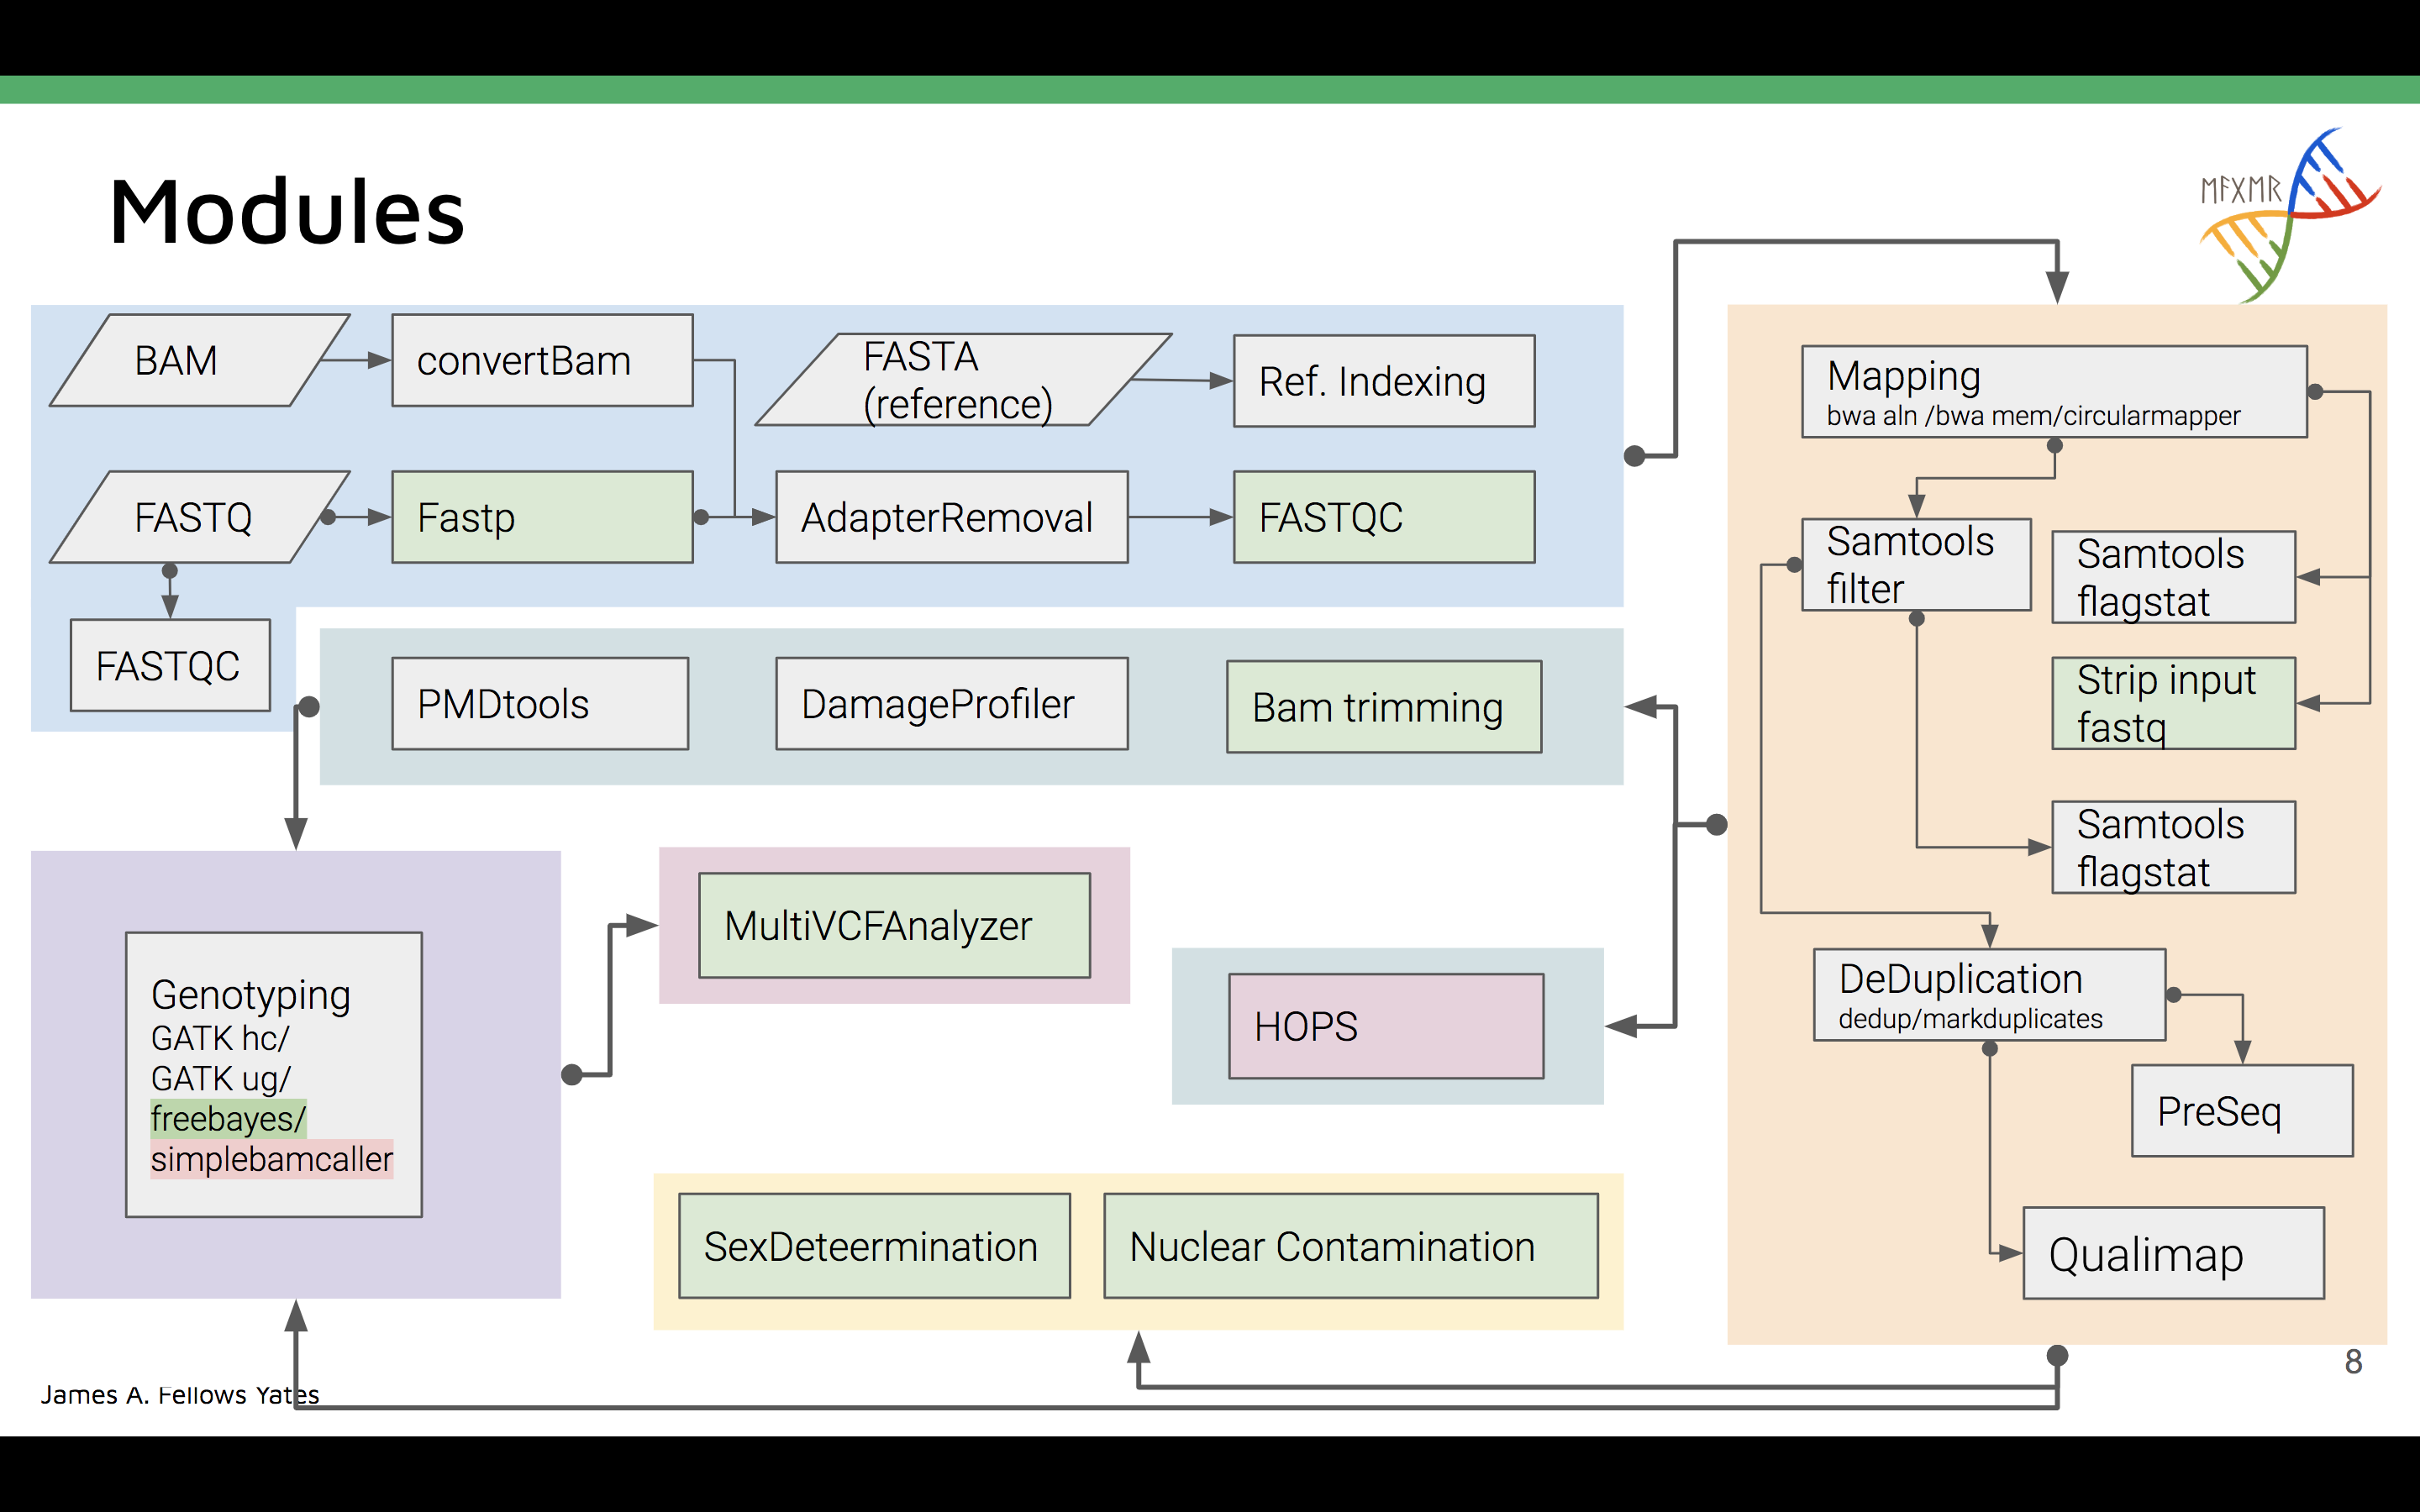 Modules
ᛖᚨᚷᛖᚱ
BAM
convertBam
FASTA
(reference)
Ref. Indexing
FASTQ
Fastp
AdapterRemoval
FASTQC
FASTQC
PMDtools
DamageProfiler
Bam trimming
Mapping
bwa aln /bwa mem/circularmapper
Samtools
filter
Samtools
flagstat
Strip input
fastq
Samtools
flagstat
DeDuplication
dedup/markduplicates
PreSeq
Qualimap
Genotyping
GATK hc/
GATK ug/
freebayes/
simplebamcaller
MultiVCFAnalyzer
HOPS
SexDeteermination
Nuclear Contamination
James A. Fellows Yates
8